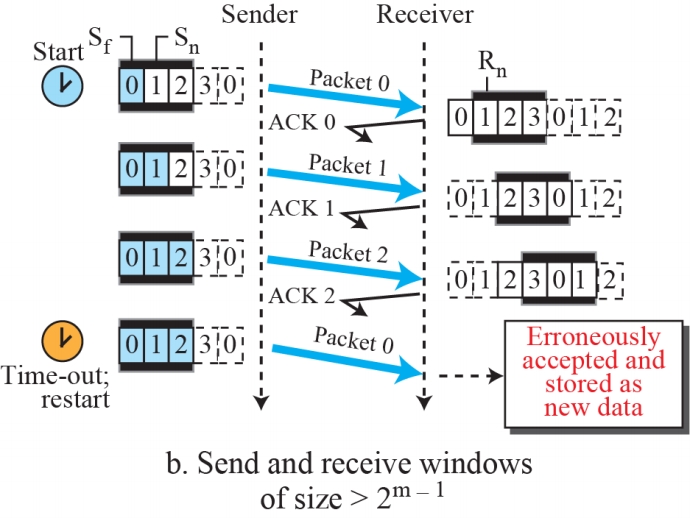 Sender Receiver
Start S_f S_n
0 1 2 3 0
Packet 0
R_n
ACK 0
0 1 2 3 0 1 2
0 1 2 3 0
Packet 1
ACK 1
0 1 2 3 0 1 2
0 1 2 3 0
Packet 2
ACK 2
0 1 2 3 0 1 2
0 1 2 3 0
Packet 0
Time-out;
restart
Erroneously
accepted and
stored as
new data
b. Send and receive windows
of size > 2^{m – 1}